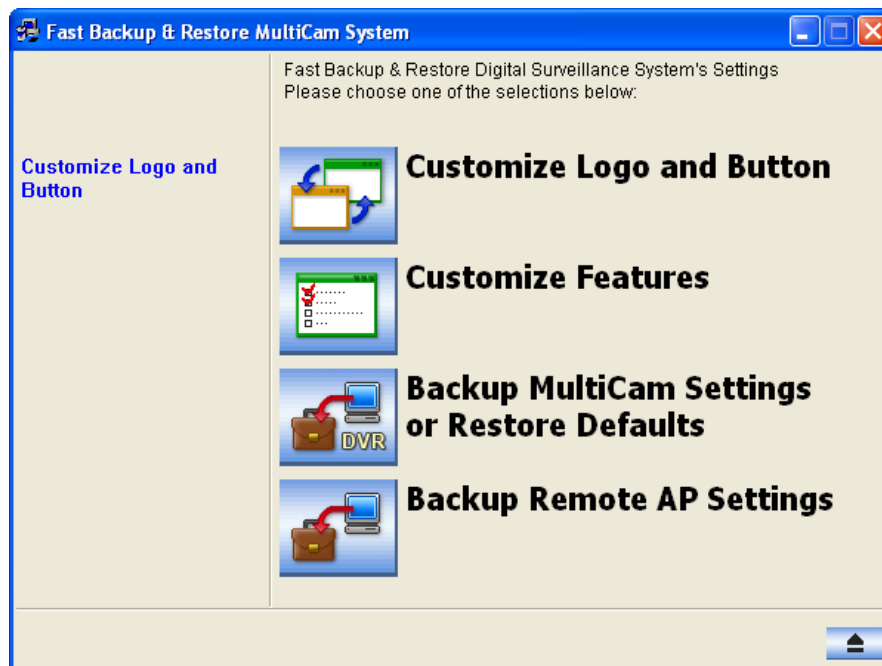 Fast Backup & Restore MultiCam System
Fast Backup & Restore Digital Surveillance System's Settings
Please choose one of the selections below:
Customize Logo and
Button
Customize Logo and Button
Customize Features
Backup MultiCam Settings
or Restore Defaults
DVR
Backup Remote AP Settings